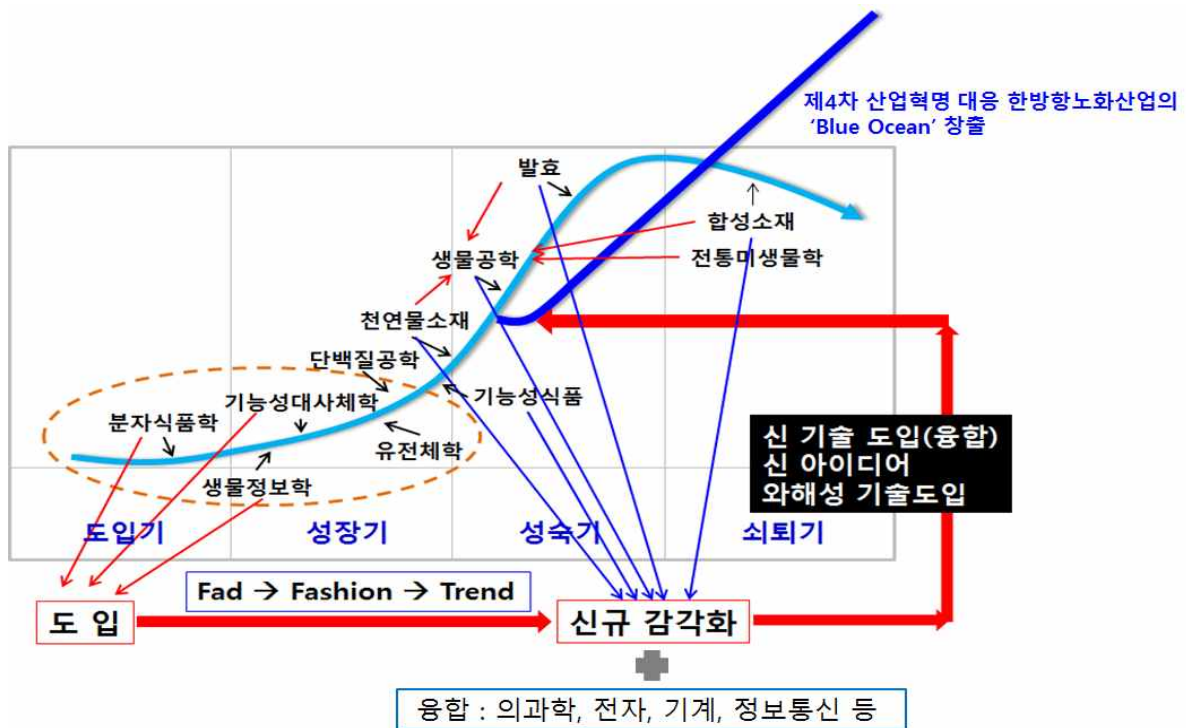 제4차 산업혁명 대응 한방항노화산업의
‘Blue Ocean’ 창출
발효
합성소재
생물공학
전통미생물학
천연물소재
단백질공학
기능성대사체학
기능성식품
분자식품학
유전체학
생물정보학
신 기술 도입(융합)
신 아이디어
와해성 기술도입
도입기
성장기
성숙기
쇠퇴기
Fad → Fashion → Trend
도 입
신규 감각화
융합 : 의과학, 전자, 기계, 정보통신 등